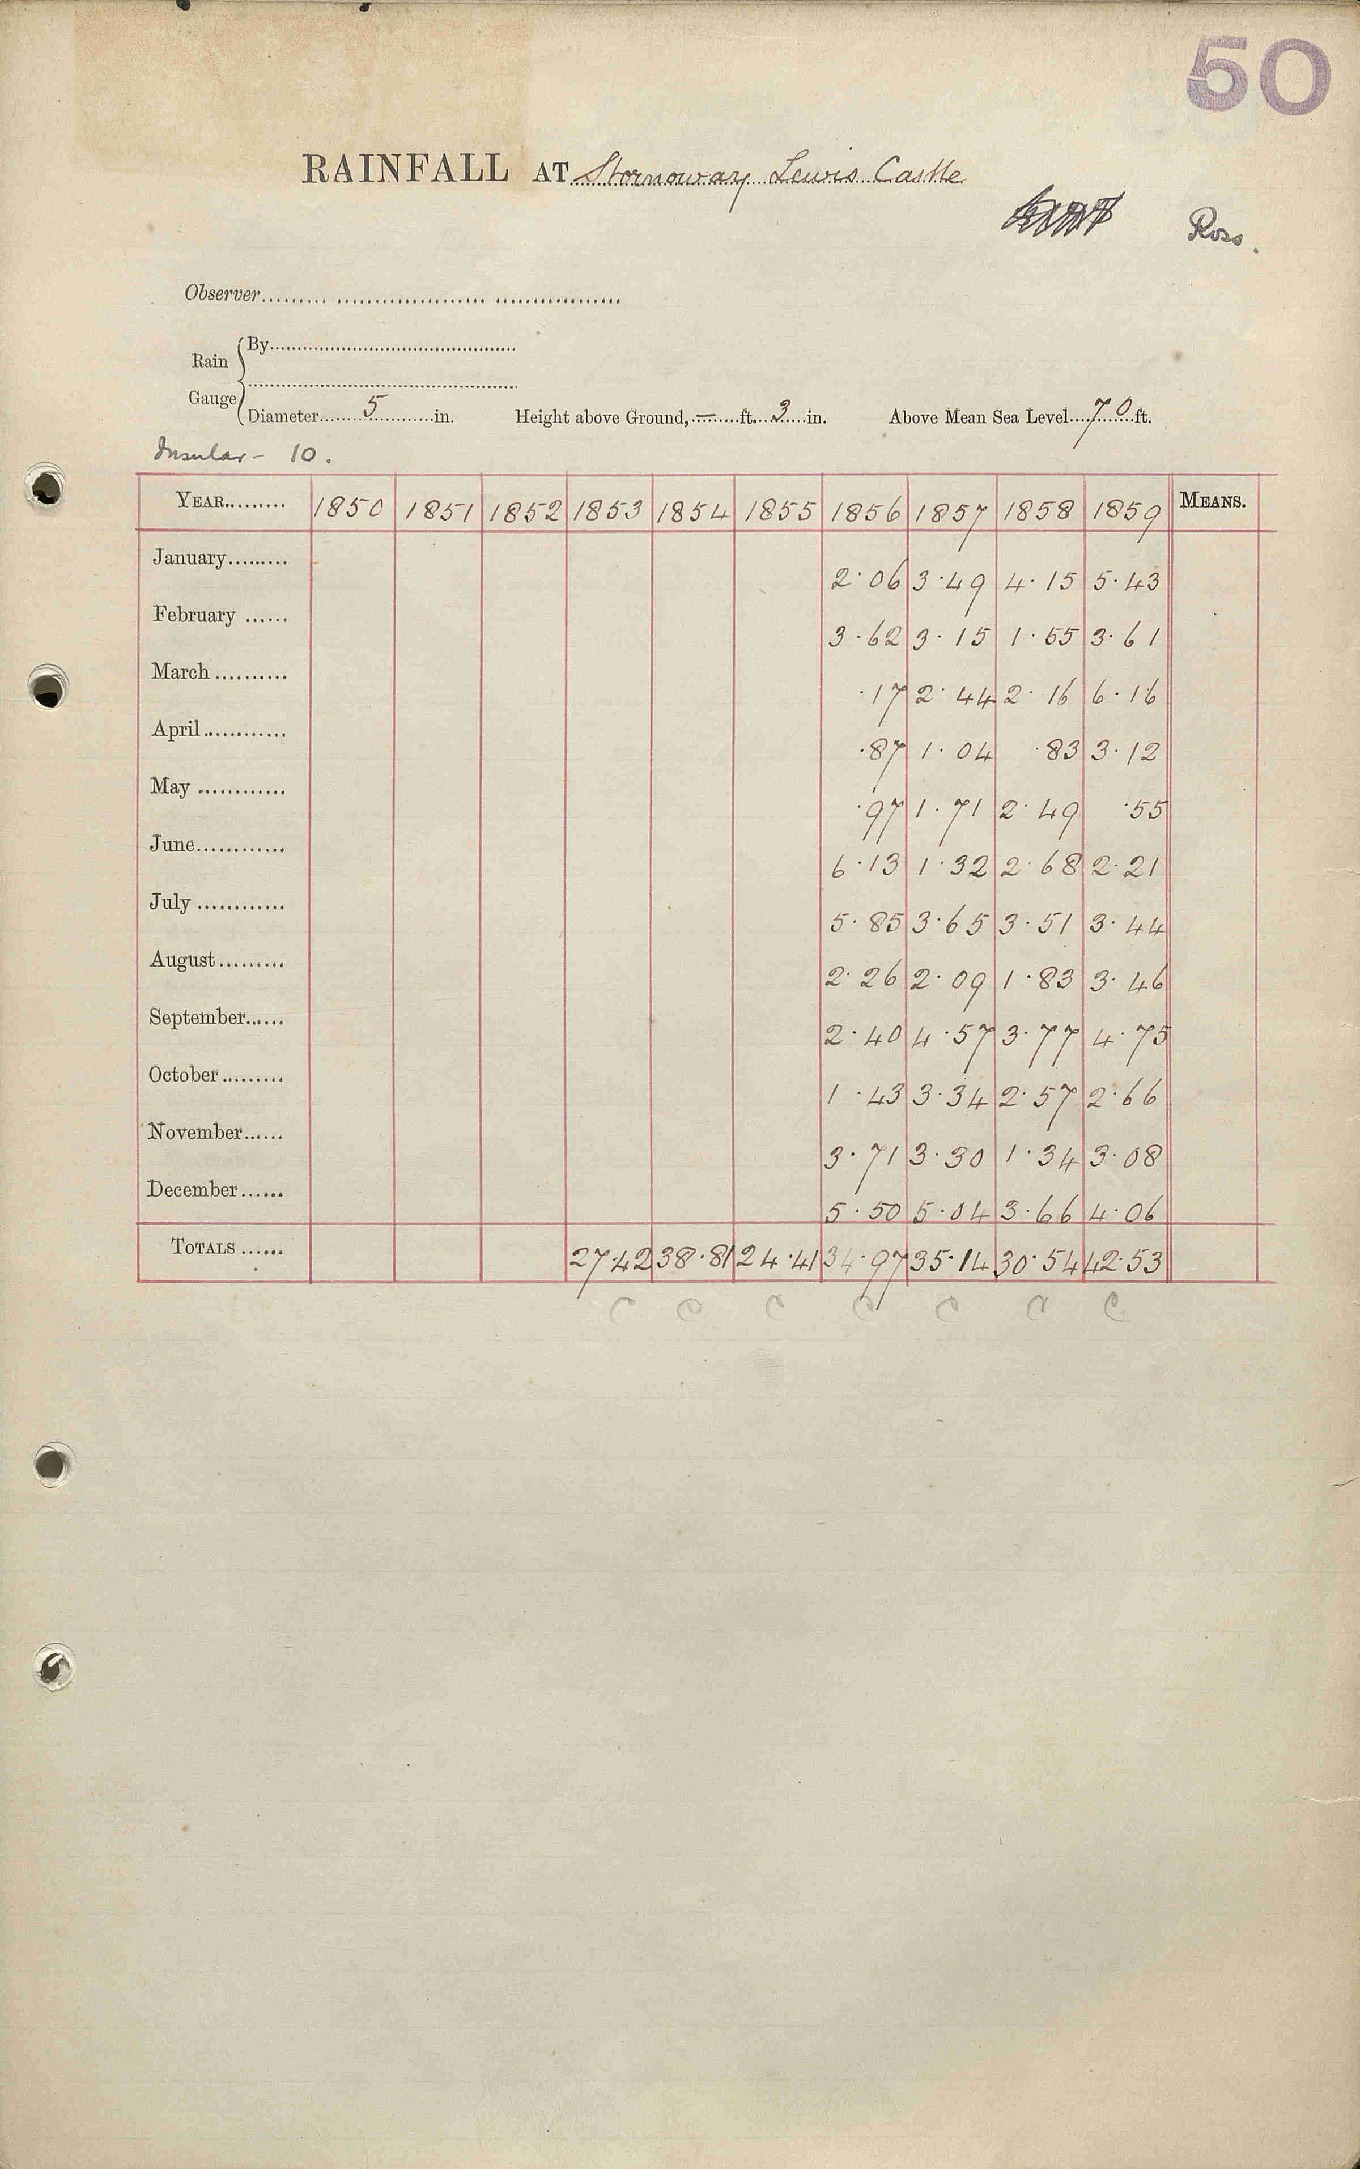 50
RAINFALL AT Stornoway Lewis Castle
Ross.
Observer
Rain Gauge { By
Diameter 5 in. Height above Ground, — ft. 3 in. Above Mean Sea Level 70 ft.
Insular - 10.
YEAR 1850 1851 1852 1853 1854 1855 1856 1857 1858 1859 MEANS.
January 2.06 3.49 4.15 5.43
February 3.62 3.15 1.55 3.61
March .17 2.44 2.16 6.16
April .87 1.04 .83 3.12
May .97 1.71 2.49 .55
June 6.13 1.32 2.68 2.21
July 5.85 3.65 3.51 3.44
August 2.26 2.09 1.83 3.46
September 2.40 4.57 3.77 4.75
October 1.43 3.34 2.57 2.66
November 3.71 3.30 1.34 3.08
December 5.50 5.04 3.66 4.06
TOTALS 27.42 38.81 24.41 34.97 35.14 30.54 42.53
C C C C C C C